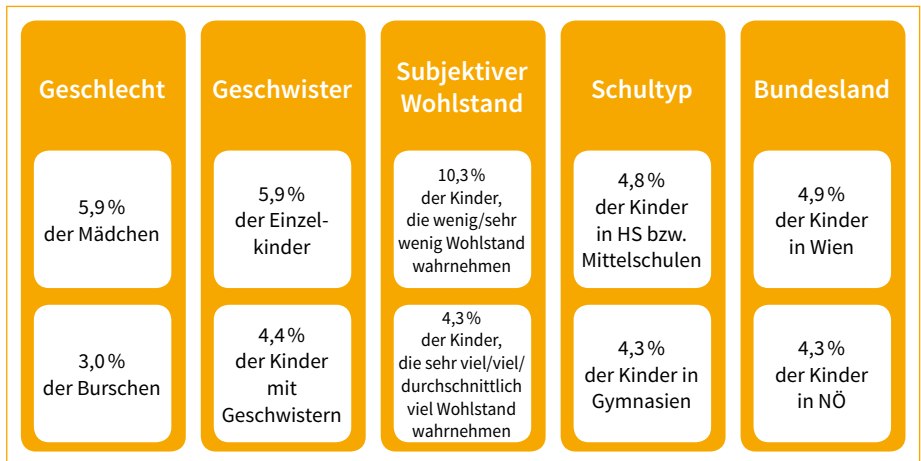 Geschlecht
5,9 %
der Mädchen
3,0 %
der Burschen
Geschwister
5,9 %
der Einzel-
kinder
4,4 %
der Kinder
mit
Geschwistern
Subjektiver
Wohlstand
10,3 %
der Kinder,
die wenig/sehr
wenig Wohlstand
wahrnehmen
4,3 %
der Kinder,
die sehr viel/viel/
durchschnittlich
viel Wohlstand
wahrnehmen
Schultyp
4,8 %
der Kinder
in HS bzw.
Mittelschulen
4,3 %
der Kinder in
Gymnasien
Bundesland
4,9 %
der Kinder
in Wien
4,3 %
der Kinder
in NÖ